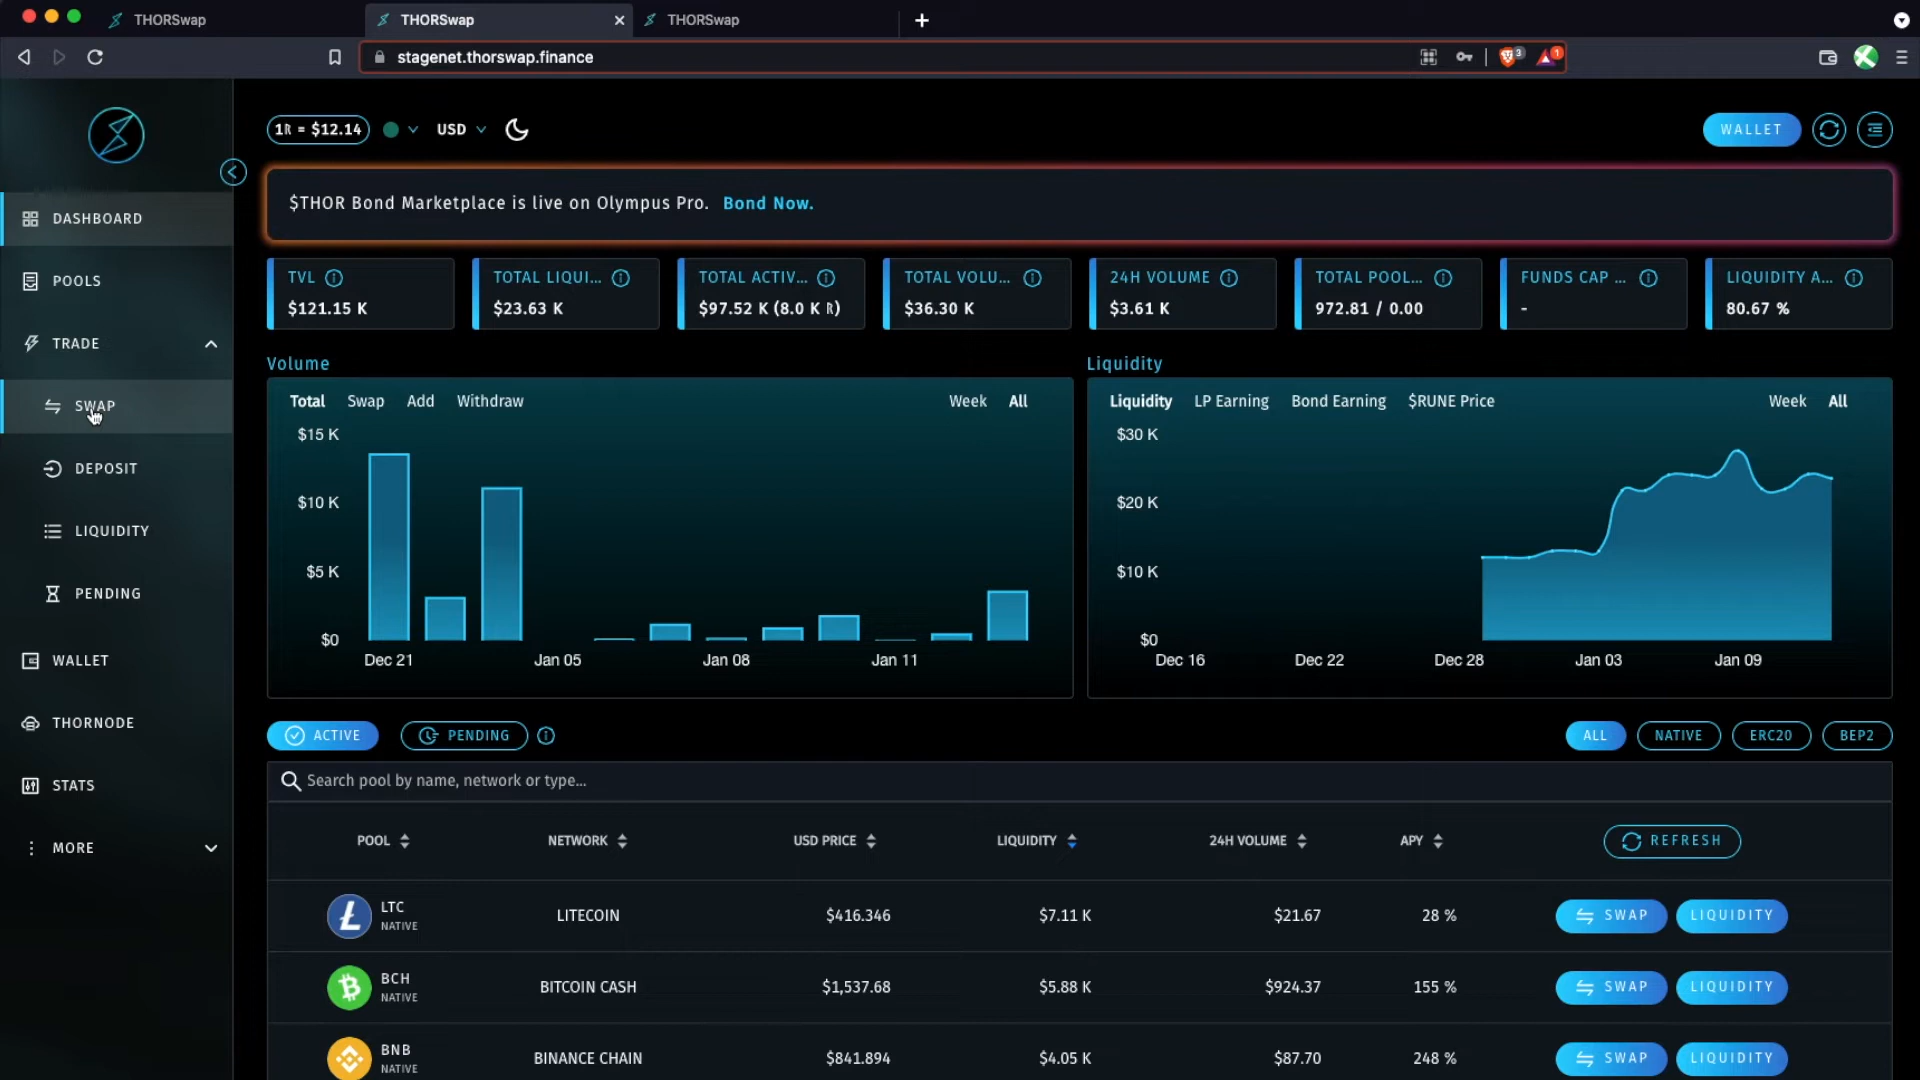 THORSwap
THORSwap
THORSwap
stagenet.thorswap.finance
3
1
1R = $12.14
USD
WALLET
$THOR Bond Marketplace is live on Olympus Pro. Bond Now.
DASHBOARD
POOLS
TRADE
SWAP
DEPOSIT
LIQUIDITY
PENDING
WALLET
THORNODE
STATS
MORE
TVL
$121.15 K
TOTAL LIQUI...
$23.63 K
TOTAL ACTIV...
$97.52 K (8.0 K R)
TOTAL VOLU...
$36.30 K
24H VOLUME
$3.61 K
TOTAL POOL...
972.81 / 0.00
FUNDS CAP ...
-
LIQUIDITY A...
80.67 %
Volume
Total Swap Add Withdraw Week All
$15 K
$10 K
$5 K
$0
Dec 21 Jan 05 Jan 08 Jan 11
Liquidity
Liquidity LP Earning Bond Earning $RUNE Price Week All
$30 K
$20 K
$10 K
$0
Dec 16 Dec 22 Dec 28 Jan 03 Jan 09
ACTIVE PENDING ALL NATIVE ERC20 BEP2
Search pool by name, network or type...
POOL NETWORK USD PRICE LIQUIDITY 24H VOLUME APY REFRESH
LTC
NATIVE
LITECOIN $416.346 $7.11 K $21.67 28 % SWAP LIQUIDITY
BCH
NATIVE
BITCOIN CASH $1,537.68 $5.88 K $924.37 155 % SWAP LIQUIDITY
BNB
NATIVE
BINANCE CHAIN $841.894 $4.05 K $87.70 248 % SWAP LIQUIDITY